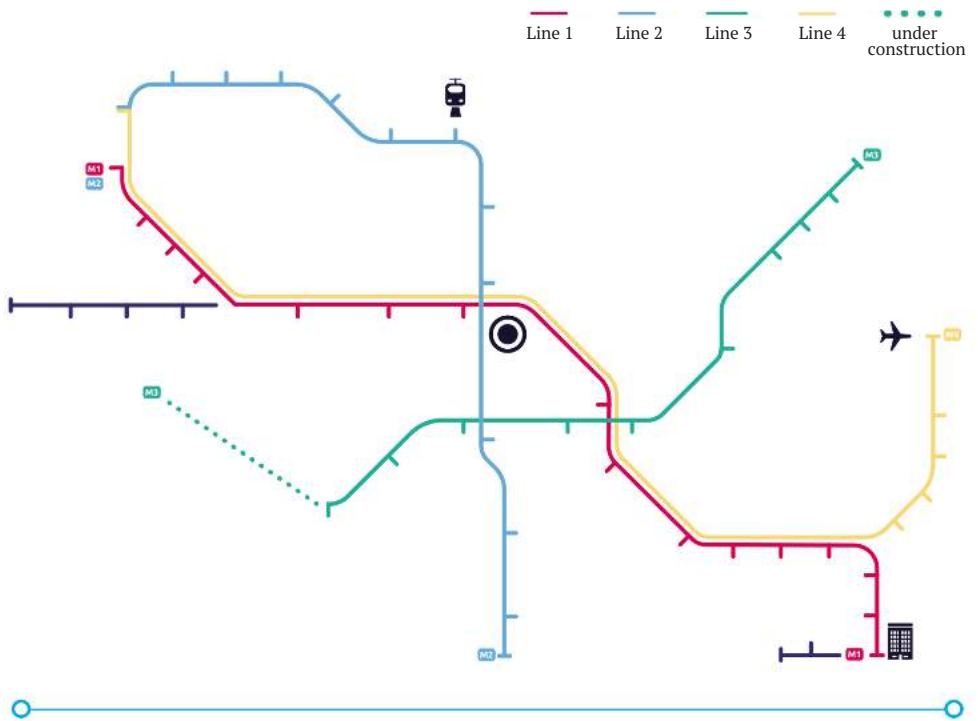 Line 1
Line 2
Line 3
Line 4
under
construction
M3
M1
M2
M3
M2
M1